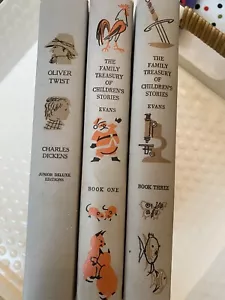 OLIVER
TWIST
CHARLES
DICKENS
JUNIOR DELUXE
EDITIONS
THE
FAMILY
TREASURY
OF
CHILDREN'S
STORIES
EVANS
BOOK ONE
THE
FAMILY
TREASURY
OF
CHILDREN'S
STORIES
EVANS
BOOK THREE